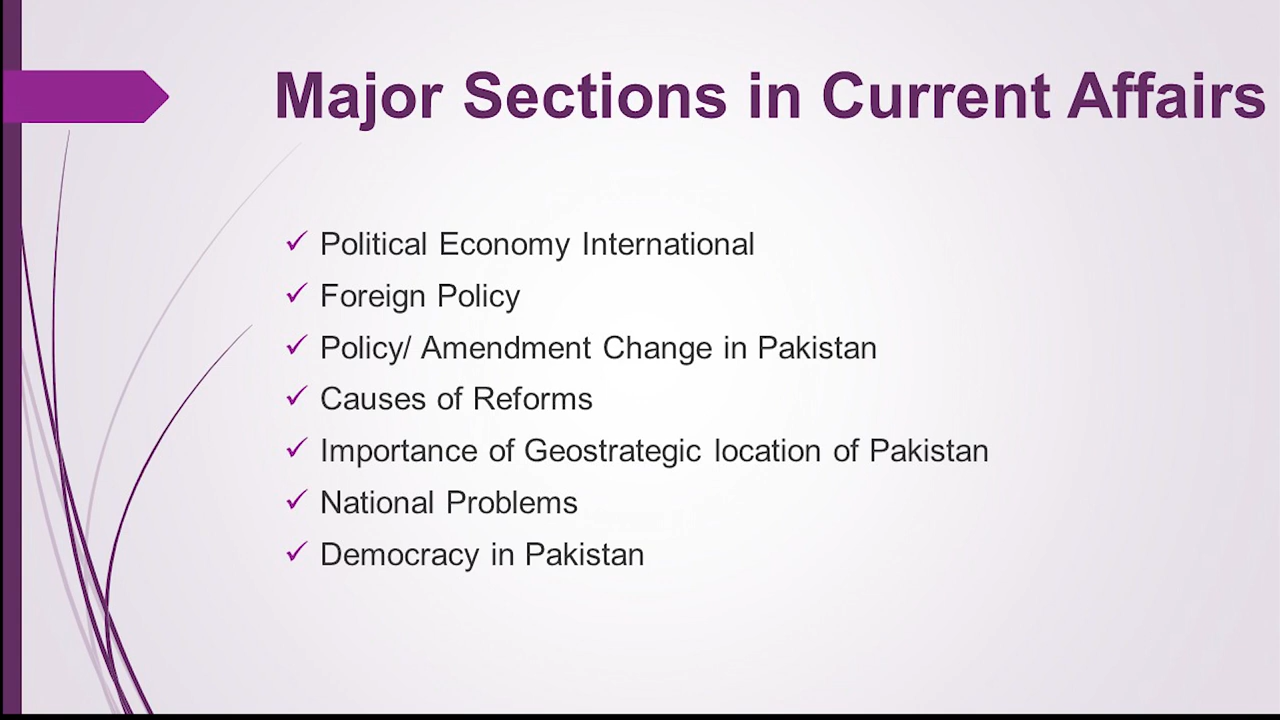 Major Sections in Current Affairs
Political Economy International
Foreign Policy
Policy/ Amendment Change in Pakistan
Causes of Reforms
Importance of Geostrategic location of Pakistan
National Problems
Democracy in Pakistan